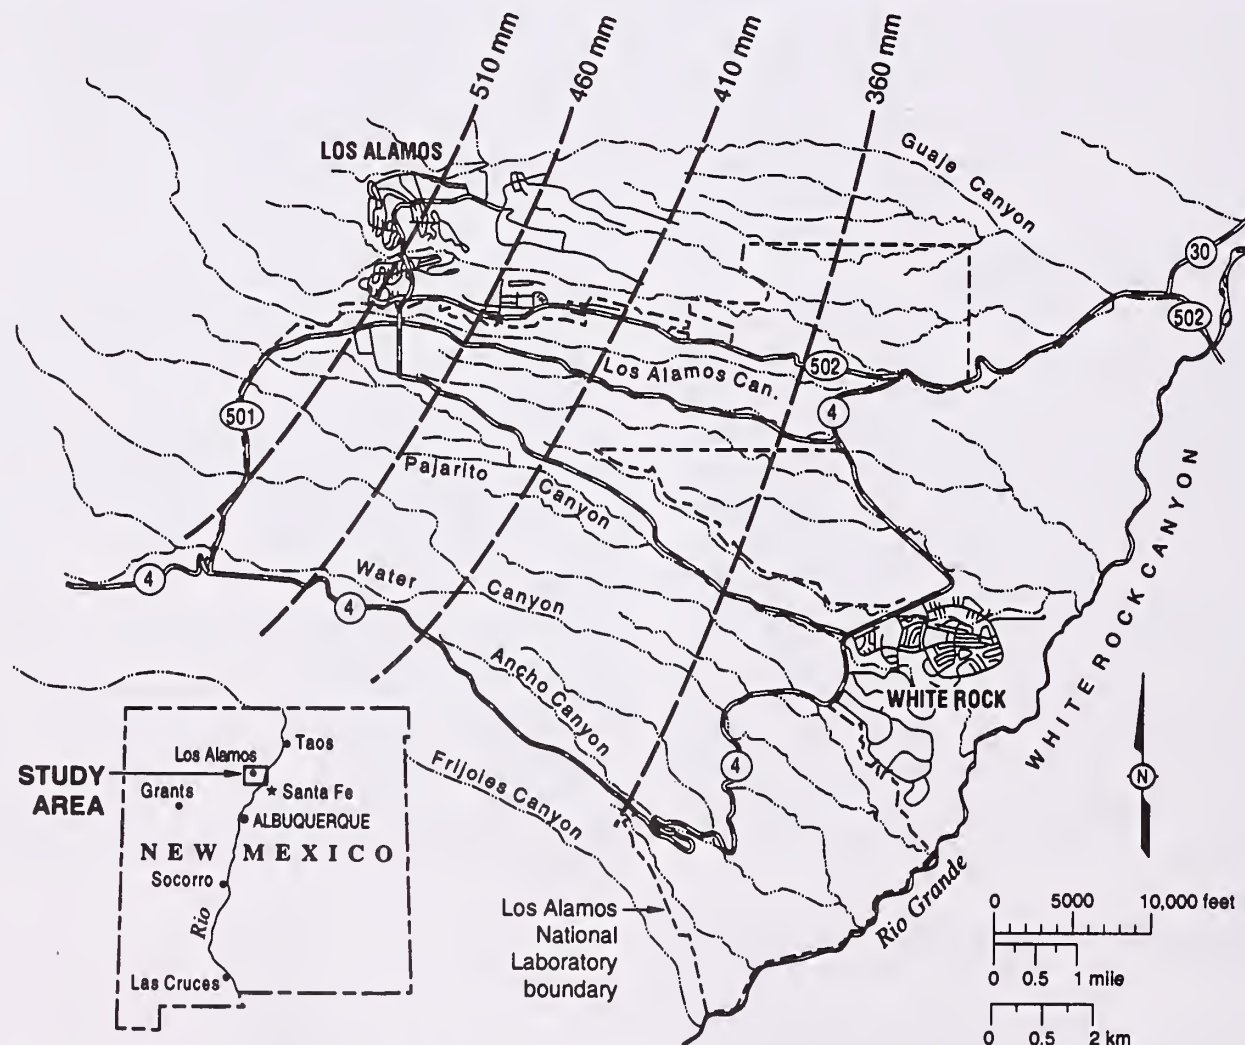 510 mm
460 mm
410 mm
360 mm
LOS ALAMOS
Guaje Canyon
30
502
502
Los Alamos Can.
4
501
Pajarito Canyon
WHITE ROCK CANYON
4
Water Canyon
4
Ancho Canyon
WHITE ROCK
4
Frijoles Canyon
N
Rio Grande
STUDY
AREA
Los Alamos
Taos
Grants
Santa Fe
ALBUQUERQUE
NEW MEXICO
Socorro
Rio
Las Cruces
Los Alamos
National
Laboratory
boundary
0 5000 10,000 feet
0 0.5 1 mile
0 0.5 2 km